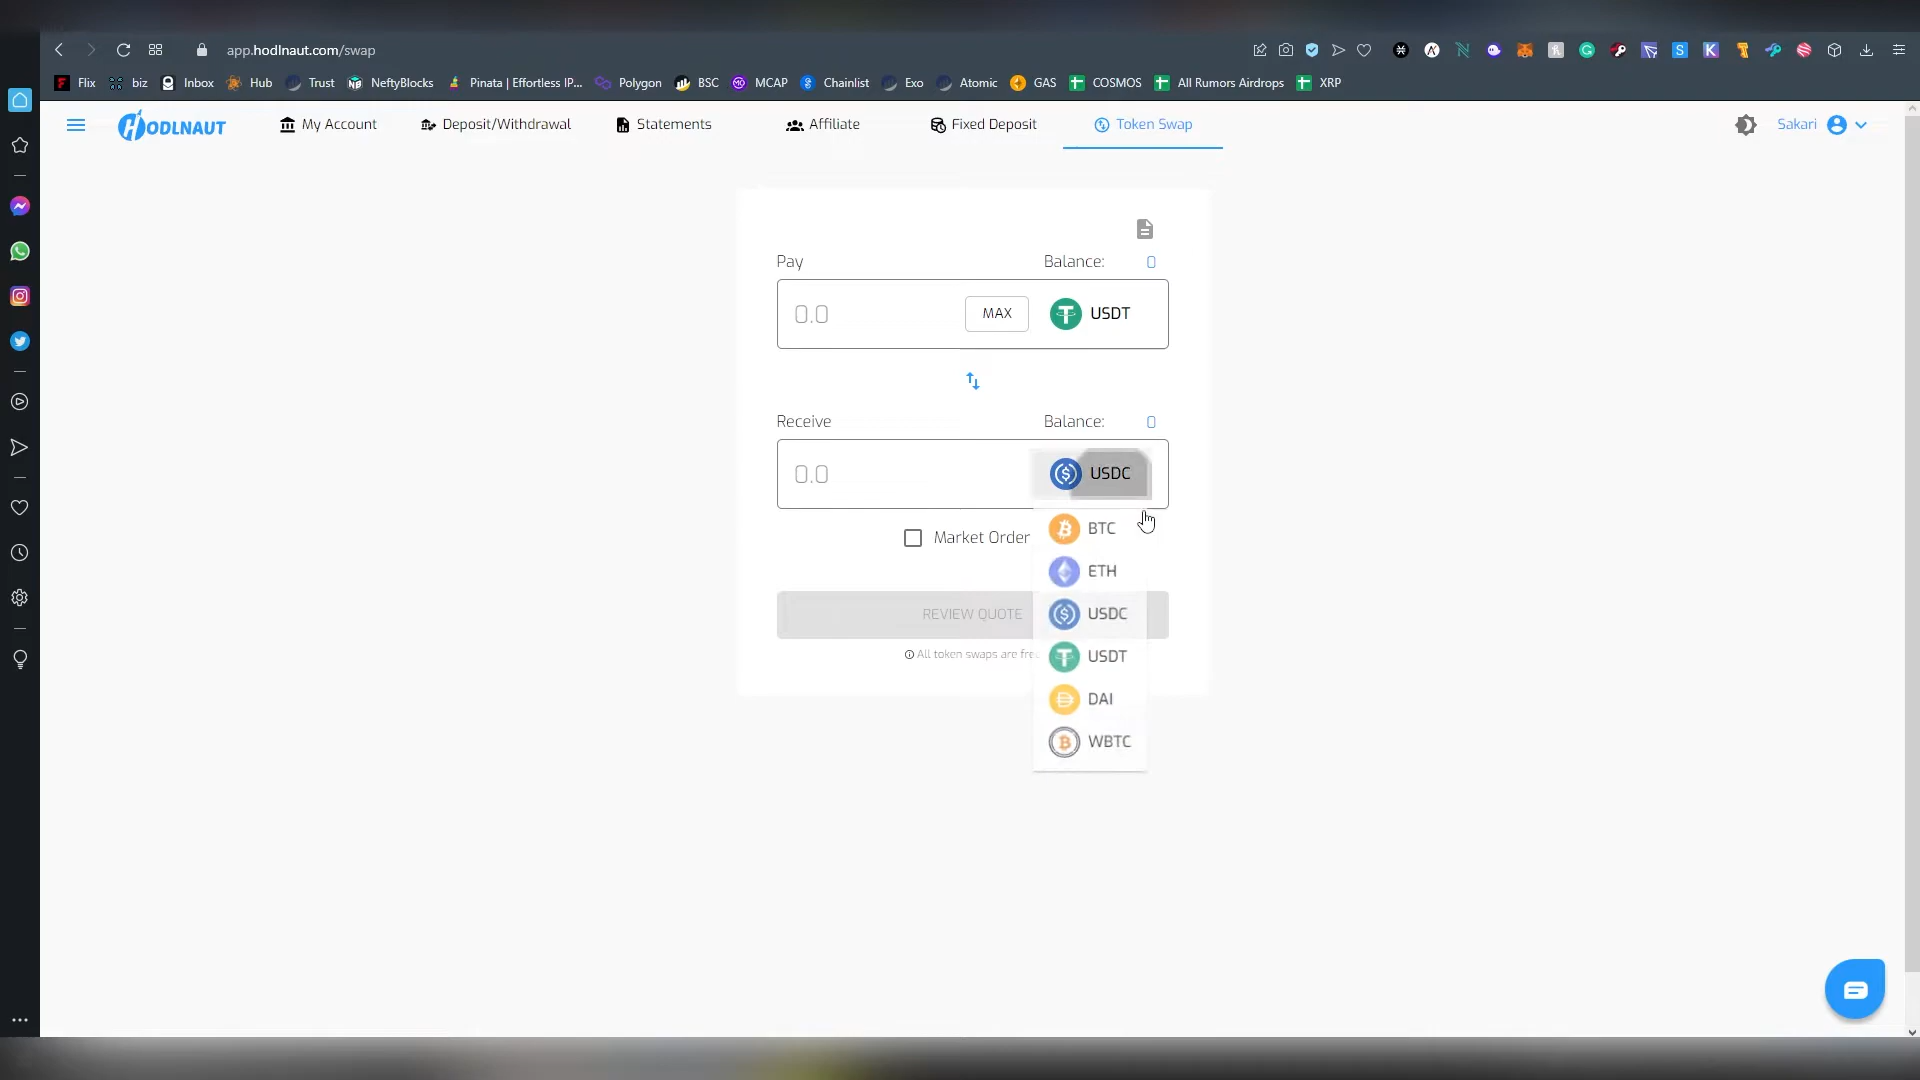 app.hodlnaut.com/swap
Flix biz Inbox Hub Trust NeftyBlocks Pinata | Effortless IP... Polygon BSC MCAP Chainlist Exo Atomic GAS COSMOS All Rumors Airdrops XRP
HODLNAUT My Account Deposit/Withdrawal Statements Affiliate Fixed Deposit Token Swap Sakari
Pay Balance: 0
0.0 MAX USDT
Receive Balance: 0
0.0 USDC
BTC
Market Order
ETH
REVIEW QUOTE USDC
All token swaps are fre
USDT
DAI
WBTC